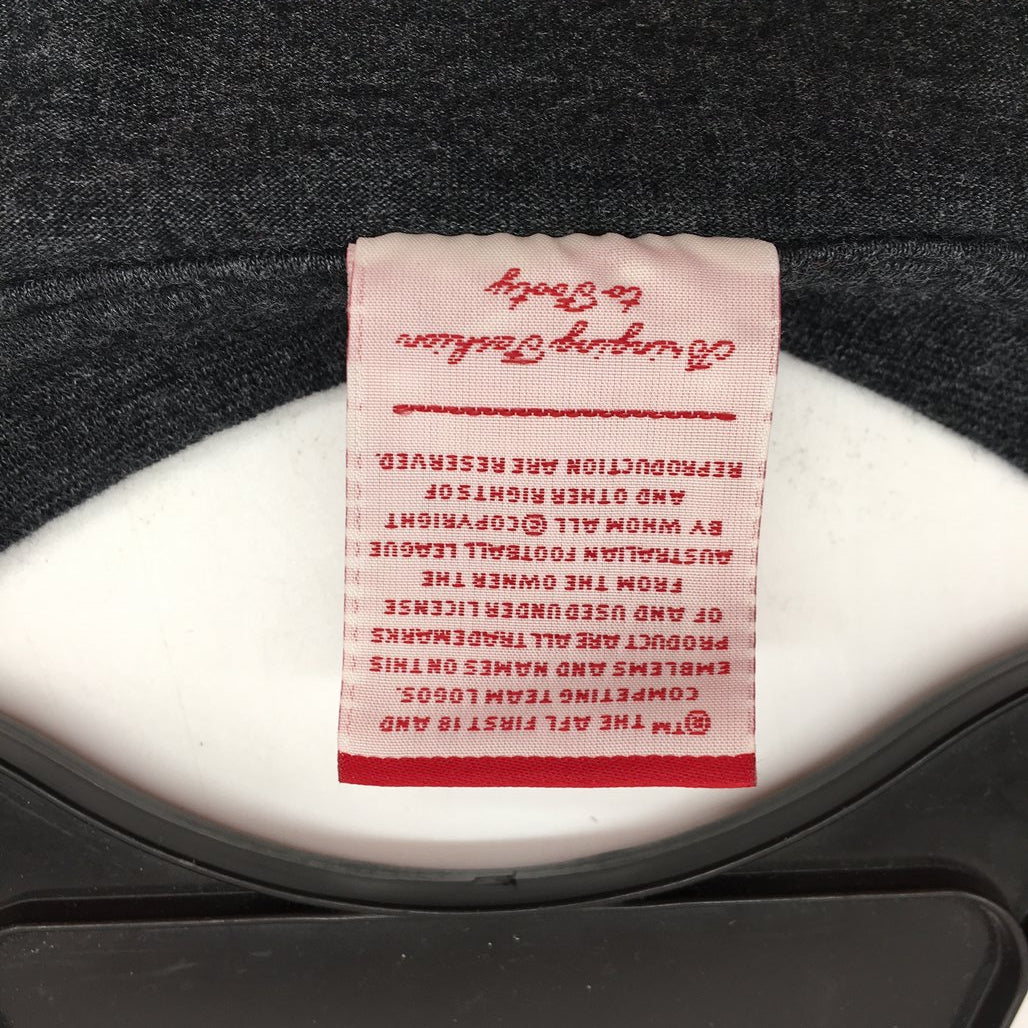 ®™ THE AFL FIRST 18 AND
COMPETING TEAM LOGOS.
EMBLEMS AND NAMES ON THIS
PRODUCT ARE ALL TRADEMARKS
OF AND USED UNDER LICENSE
FROM THE OWNER THE
AUSTRALIAN FOOTBALL LEAGUE
BY WHOM ALL ©COPYRIGHT
AND OTHER RIGHTS OF
REPRODUCTION ARE RESERVED.
Bringing Fashion
to Footy